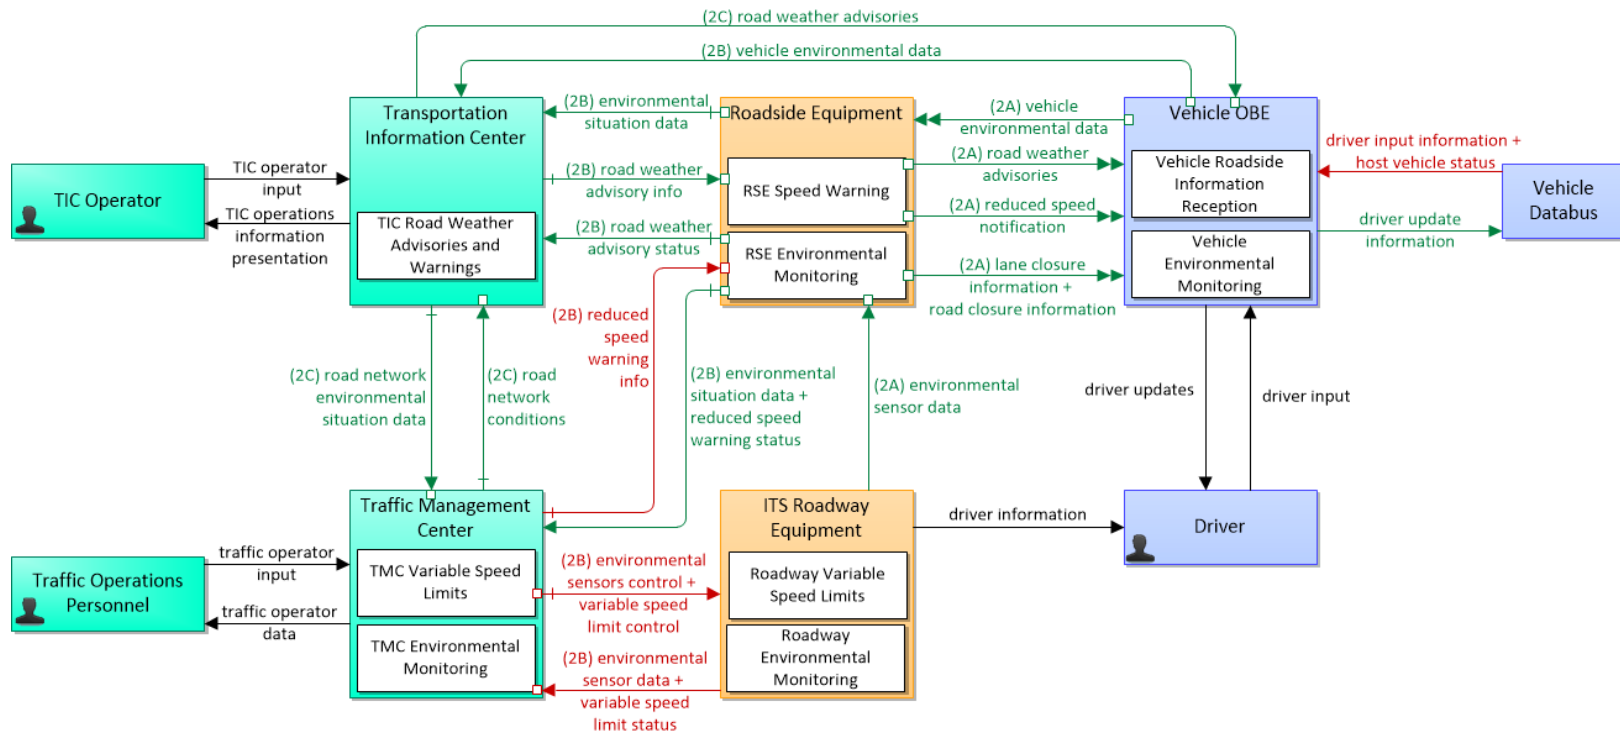 (2C) road weather advisories
(2B) vehicle environmental data
Transportation
Information Center
(2B) environmental
situation data
Roadside Equipment
(2A) vehicle
environmental data
Vehicle OBE
driver input information +
host vehicle status
TIC operator
input
(2B) road weather
advisory info
RSE Speed Warning
(2A) road weather
advisories
Vehicle Roadside
Information
Reception
TIC Operator
Vehicle
Databus
TIC operations
information
presentation
TIC Road Weather
Advisories and
Warnings
(2B) road weather
advisory status
RSE Environmental
Monitoring
(2A) reduced speed
notification
Vehicle
Environmental
Monitoring
driver update
information
(2A) lane closure
information +
road closure information
(2B) reduced
speed
warning
info
(2C) road network
environmental
situation data
(2C) road
network
conditions
(2B) environmental
situation data +
reduced speed
warning status
(2A) environmental
sensor data
driver updates
driver input
Traffic Management
Center
ITS Roadway
Equipment
driver information
Driver
traffic operator
input
TMC Variable Speed
Limits
(2B) environmental
sensors control +
variable speed
limit control
Roadway Variable
Speed Limits
Traffic Operations
Personnel
traffic operator
data
TMC Environmental
Monitoring
(2B) environmental
sensor data +
variable speed
limit status
Roadway
Environmental
Monitoring